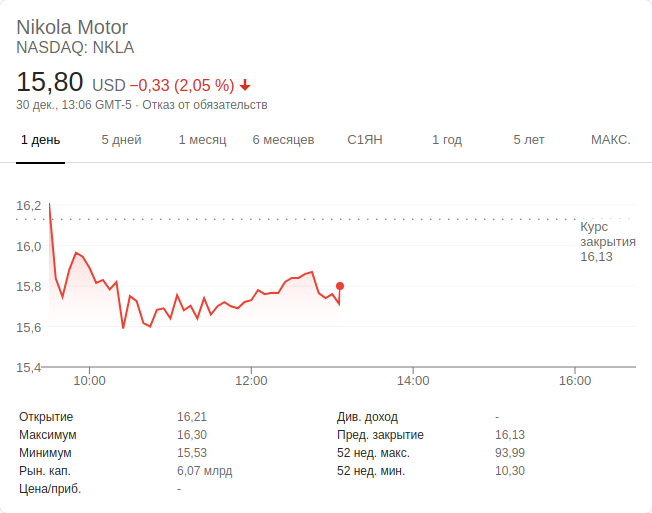 Nikola Motor
NASDAQ: NKLA
15,80 USD −0,33 (2,05 %)
30 дек., 13:06 GMT-5 · Отказ от обязательств
1 день 5 дней 1 месяц 6 месяцев С1ЯН 1 год 5 лет МАКС.
16,2
Курс
закрытия
16,13
16,0
15,8
15,6
15,4
10:00 12:00 14:00 16:00
Открытие 16,21 Див. доход -
Максимум 16,30 Пред. закрытие 16,13
Минимум 15,53 52 нед. макс. 93,99
Рын. кап. 6,07 млрд 52 нед. мин. 10,30
Цена/приб. -